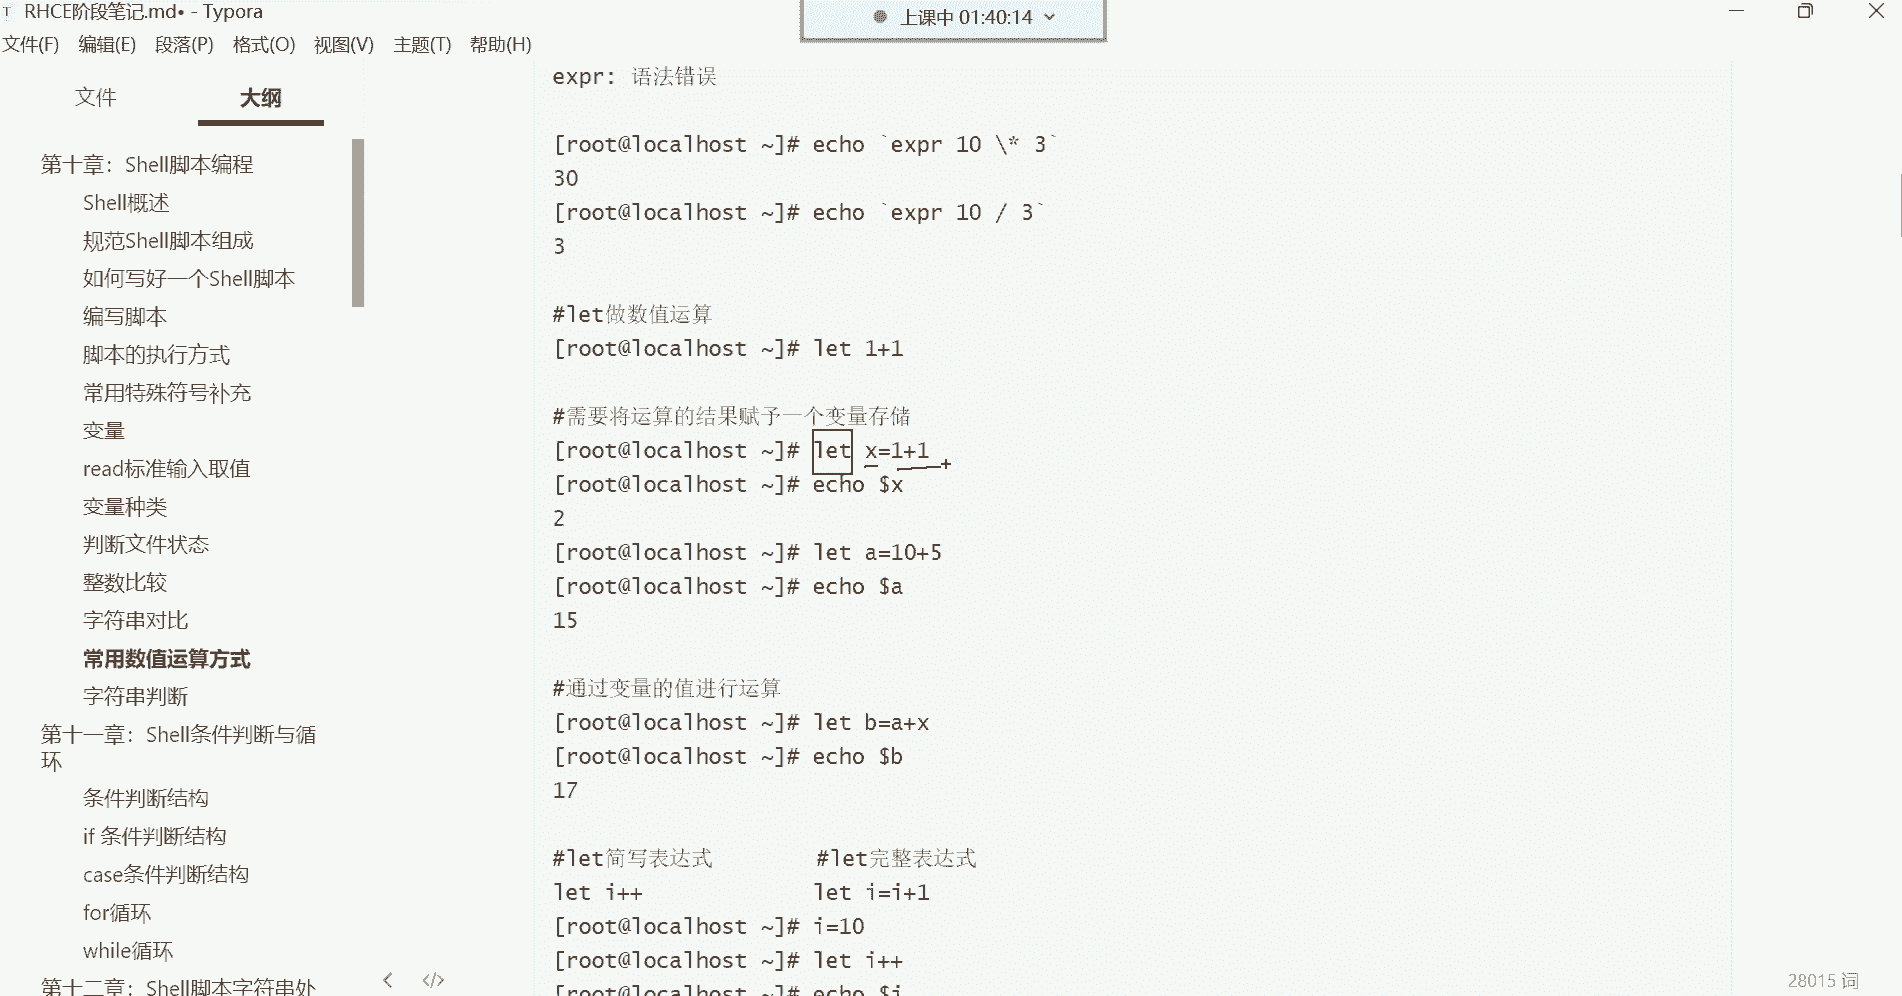 RHCE阶段笔记.md• - Typora
上课中 01:40:14
文件(F) 编辑(E) 段落(P) 格式(O) 视图(V) 主题(T) 帮助(H)
文件 大纲
第十章：Shell脚本编程
Shell概述
规范Shell脚本组成
如何写好一个Shell脚本
编写脚本
脚本的执行方式
常用特殊符号补充
变量
read标准输入取值
变量种类
判断文件状态
整数比较
字符串对比
常用数值运算方式
字符串判断
第十一章：Shell条件判断与循
环
条件判断结构
if 条件判断结构
case条件判断结构
for循环
while循环
第十二章：Shell脚本字符串处
expr: 语法错误
[root@localhost ~]# echo `expr 10 \* 3`
30
[root@localhost ~]# echo `expr 10 / 3`
3
#let做数值运算
[root@localhost ~]# let 1+1
#需要将运算的结果赋予一个变量存储
[root@localhost ~]# let x=1+1
[root@localhost ~]# echo $x
2
[root@localhost ~]# let a=10+5
[root@localhost ~]# echo $a
15
#通过变量的值进行运算
[root@localhost ~]# let b=a+x
[root@localhost ~]# echo $b
17
#let简写表达式 #let完整表达式
let i++ let i=i+1
[root@localhost ~]# i=10
[root@localhost ~]# let i++
[root@localhost ~]# echo $i
28015 词